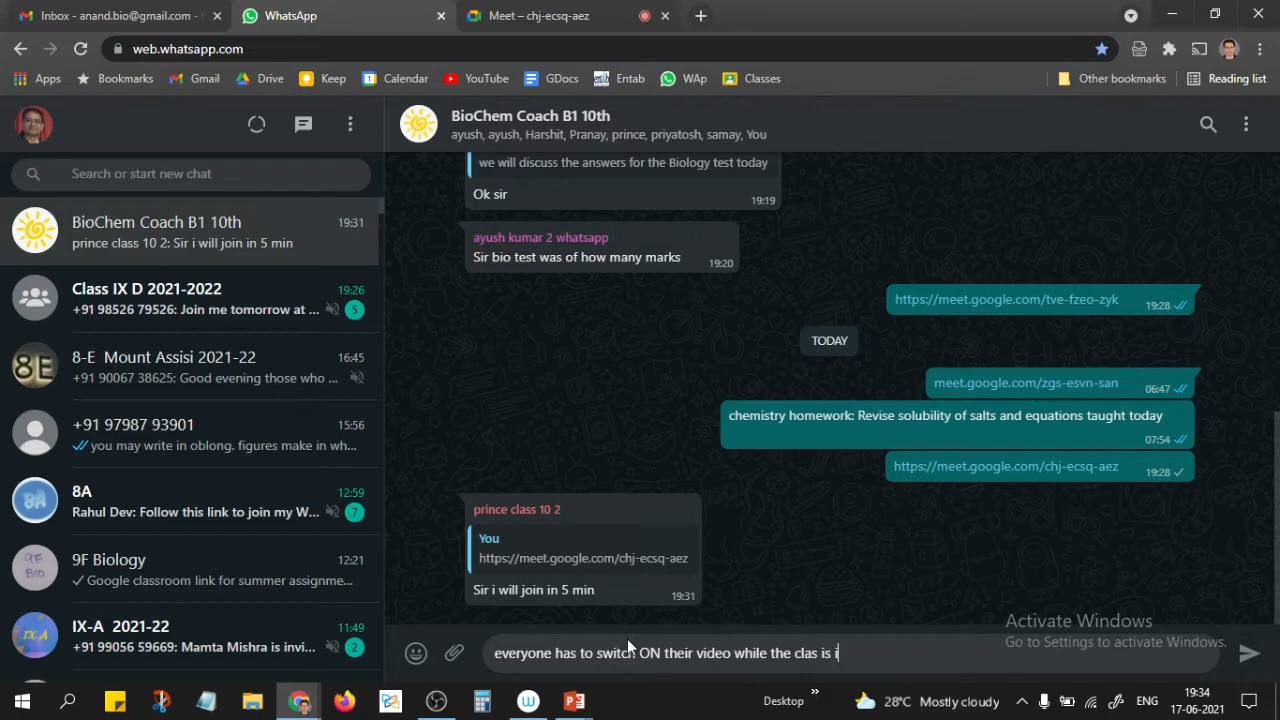 Inbox - anand.bio@gmail.com - G
WhatsApp
Meet – chj-ecsq-aez
web.whatsapp.com
Apps
Bookmarks
Gmail
Drive
Keep
Calendar
YouTube
GDocs
Entab
WAp
Classes
Other bookmarks
Reading list
BioChem Coach B1 10th
ayush, ayush, Harshit, Pranay, prince, priyatosh, samay, You
Search or start new chat
BioChem Coach B1 10th 19:31
prince class 10 2: Sir i will join in 5 min
Class IX D 2021-2022 19:26
+91 98526 79526: Join me tomorrow at ... 5
8-E Mount Assisi 2021-22 16:45
+91 90067 38625: Good evening those who ...
8E
+91 97987 93901 15:56
you may write in oblong. figures make in wh...
8A 12:59
Rahul Dev: Follow this link to join my W... 7
8A
9F Biology 12:21
Google classroom link for summer assignme...
9F
BIO
IX-A 2021-22 11:49
+91 99056 59669: Mamta Mishra is invi... 2
IX-A
we will discuss the answers for the Biology test today
Ok sir
19:19
ayush kumar 2 whatsapp
Sir bio test was of how many marks
19:20
https://meet.google.com/tve-fzeo-zyk
19:28
TODAY
meet.google.com/zgs-esvn-san
06:47
chemistry homework: Revise solubility of salts and equations taught today
07:54
https://meet.google.com/chj-ecsq-aez
19:28
prince class 10 2
You
https://meet.google.com/chj-ecsq-aez
Sir i will join in 5 min
19:31
Activate Windows
Go to Settings to activate Windows.
everyone has to switch ON their video while the clas is i
Desktop
28°C Mostly cloudy
ENG
19:34
17-06-2021